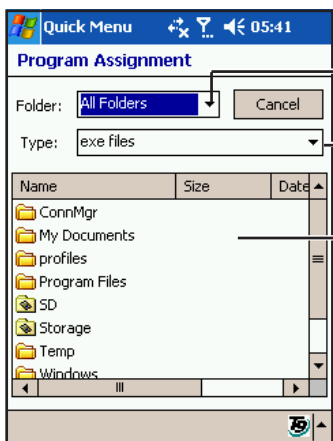 Quick Menu 05:41
Program Assignment
Folder: All Folders Cancel
Type: exe files
Name Size Date
ConnMgr
My Documents
profiles
Program Files
SD
Storage
Temp
Windows
T9